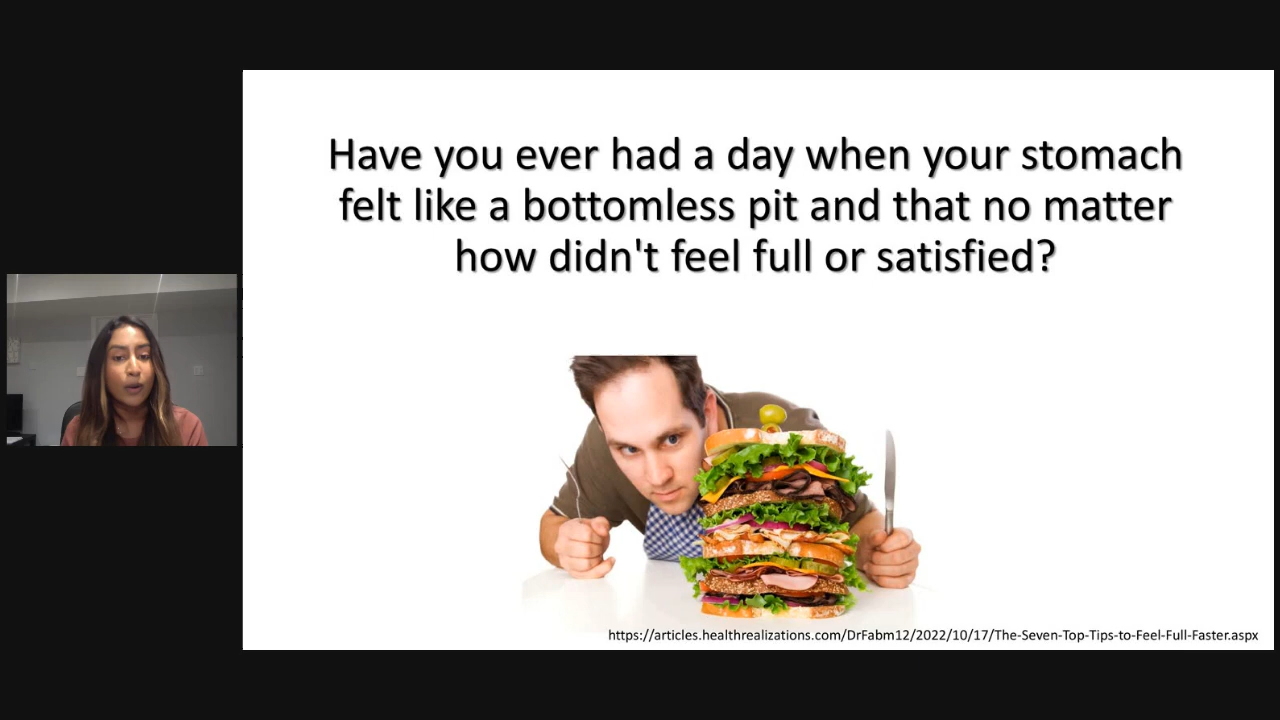 Have you ever had a day when your stomach
felt like a bottomless pit and that no matter
how didn't feel full or satisfied?
https://articles.healthrealizations.com/DrFabm12/2022/10/17/The-Seven-Top-Tips-to-Feel-Full-Faster.aspx